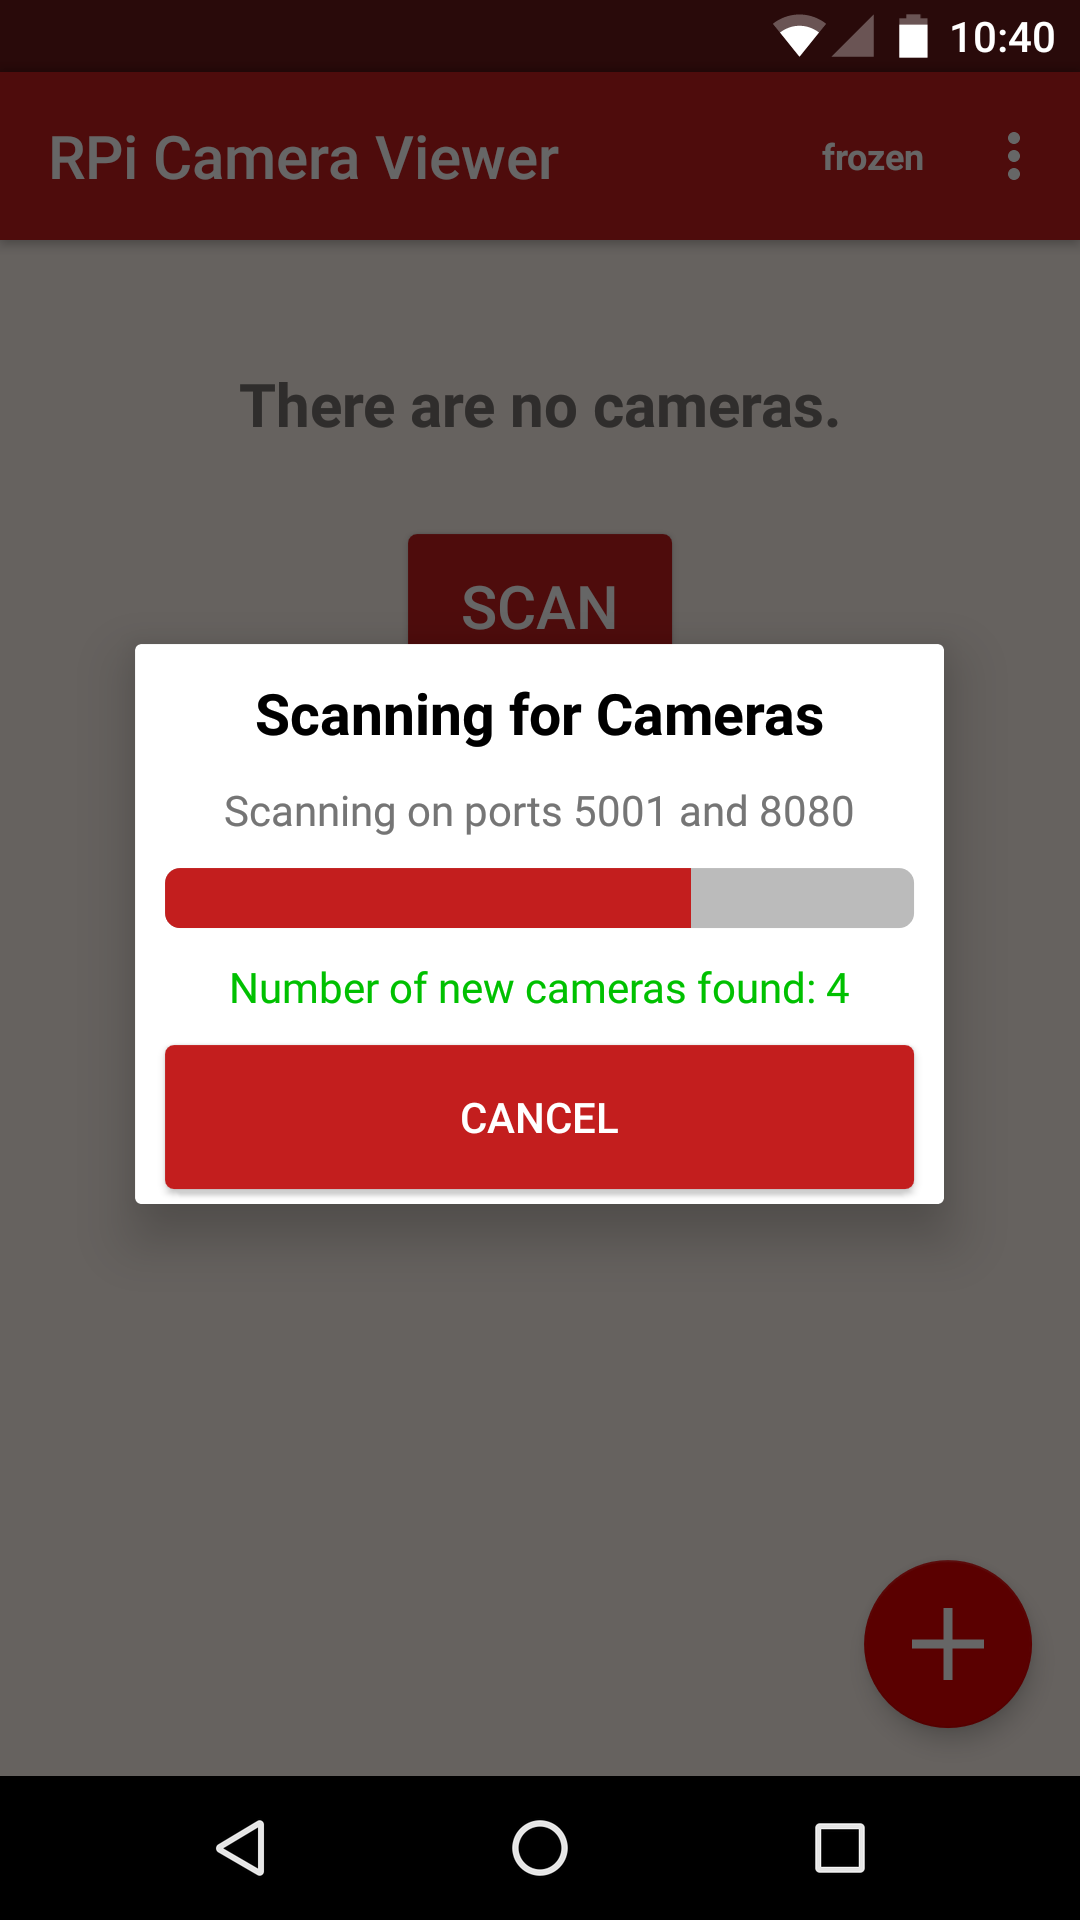 10:40
RPi Camera Viewer
frozen
There are no cameras.
SCAN
Scanning for Cameras
Scanning on ports 5001 and 8080
Number of new cameras found: 4
CANCEL